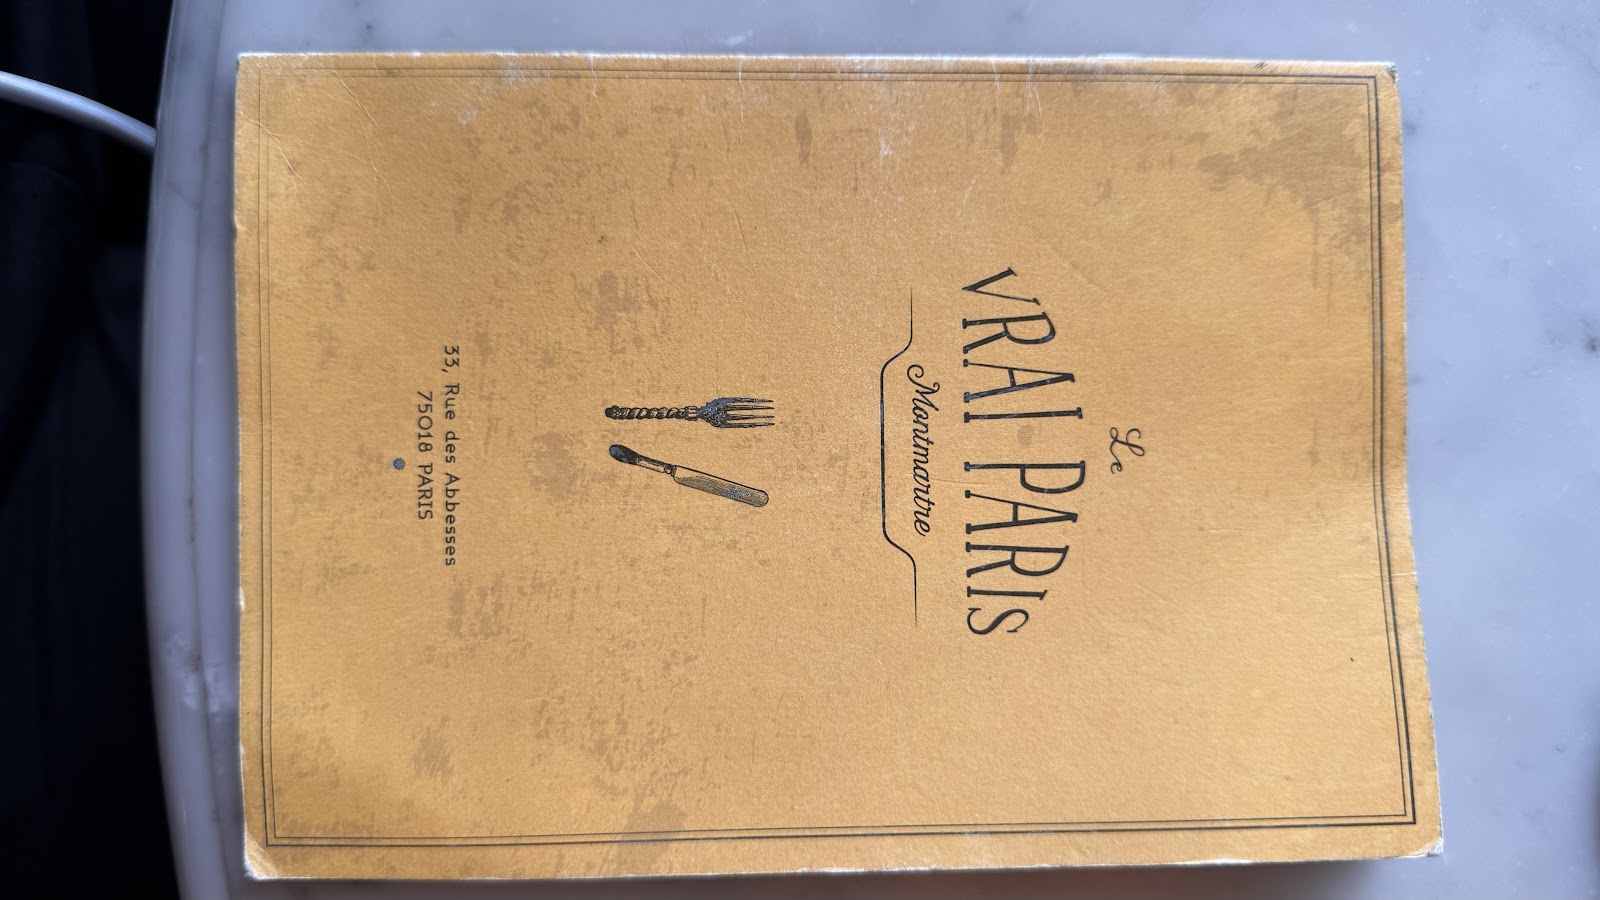 Le
VRAI PARIS
Montmartre
33, Rue des Abbesses
75018 PARIS